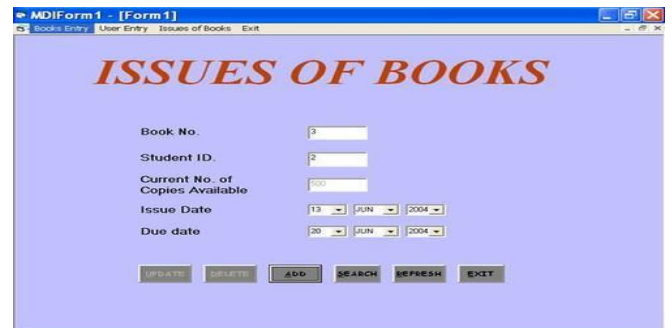 MDIForm1 - [Form1]
Books Entry User Entry Issues of Books Exit
ISSUES OF BOOKS
Book No. 3
Student ID. 2
Current No. of
Copies Available 500
Issue Date 13 JUN 2004
Due date 20 JUN 2004
UPDATE DELETE ADD SEARCH REFRESH EXIT